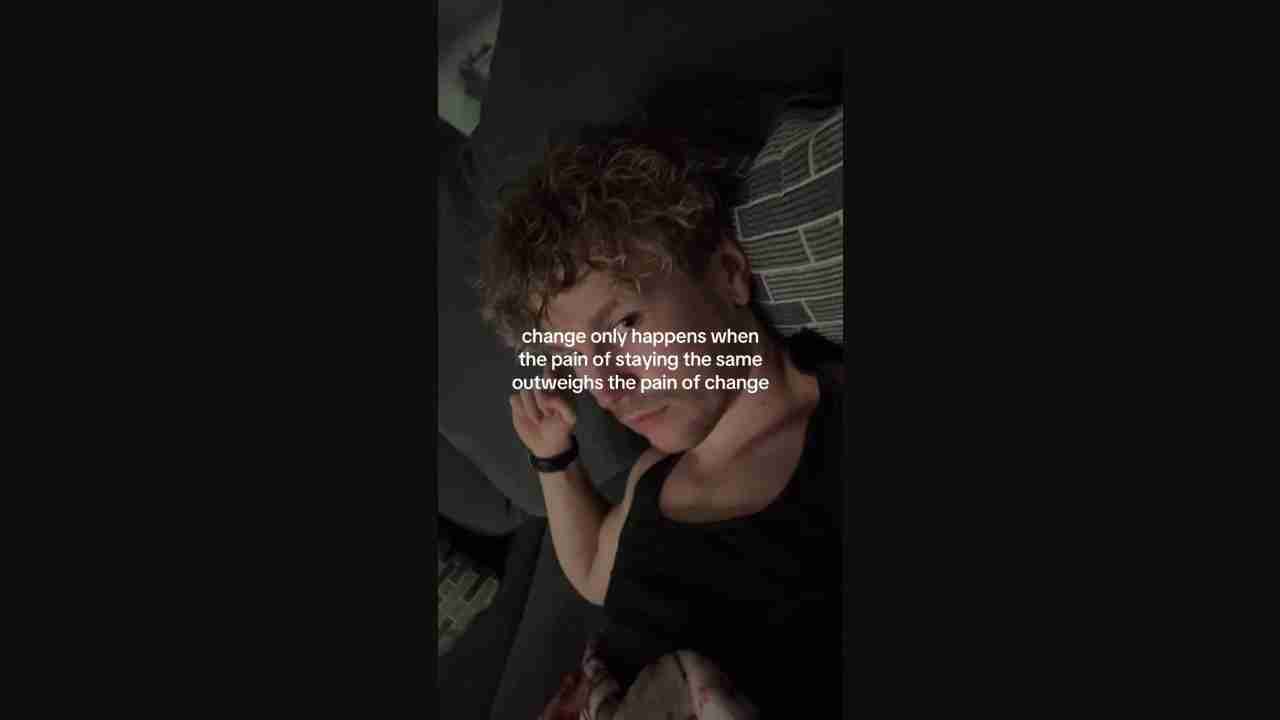 change only happens when
the pain of staying the same
outweighs the pain of change